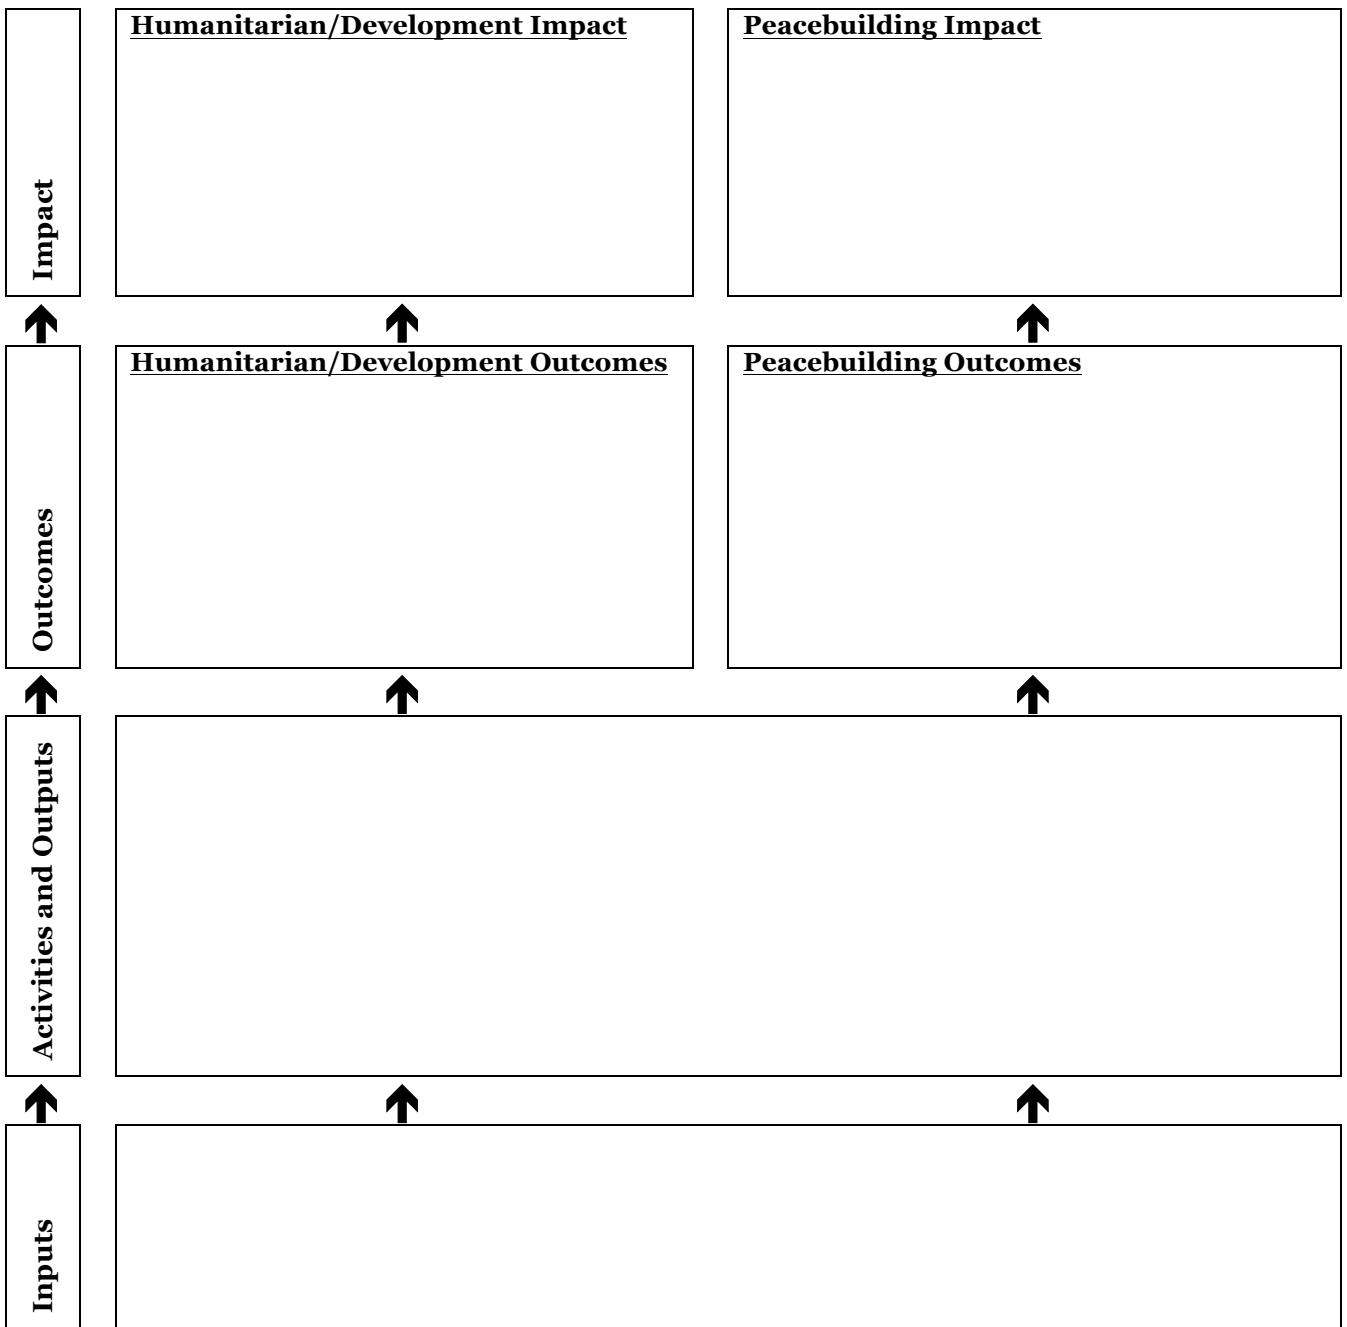 Impact
Humanitarian/Development Impact
Peacebuilding Impact
Outcomes
Humanitarian/Development Outcomes
Peacebuilding Outcomes
Activities and Outputs
Inputs